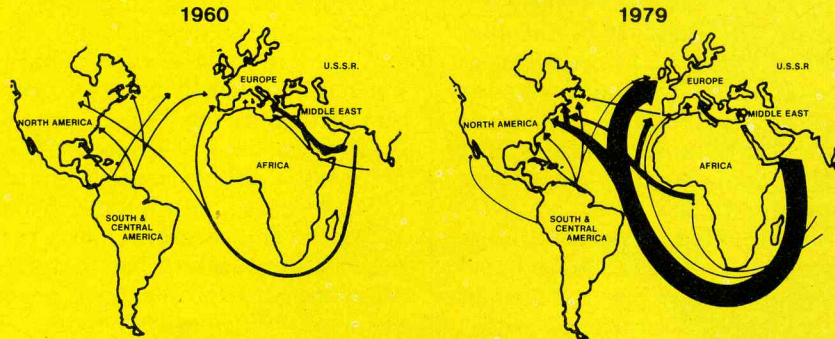 1960
U.S.S.R.
EUROPE
NORTH AMERICA
MIDDLE EAST
AFRICA
SOUTH &
CENTRAL
AMERICA
1979
U.S.S.R
EUROPE
MIDDLE EAST
NORTH AMERICA
AFRICA
SOUTH &
CENTRAL
AMERICA